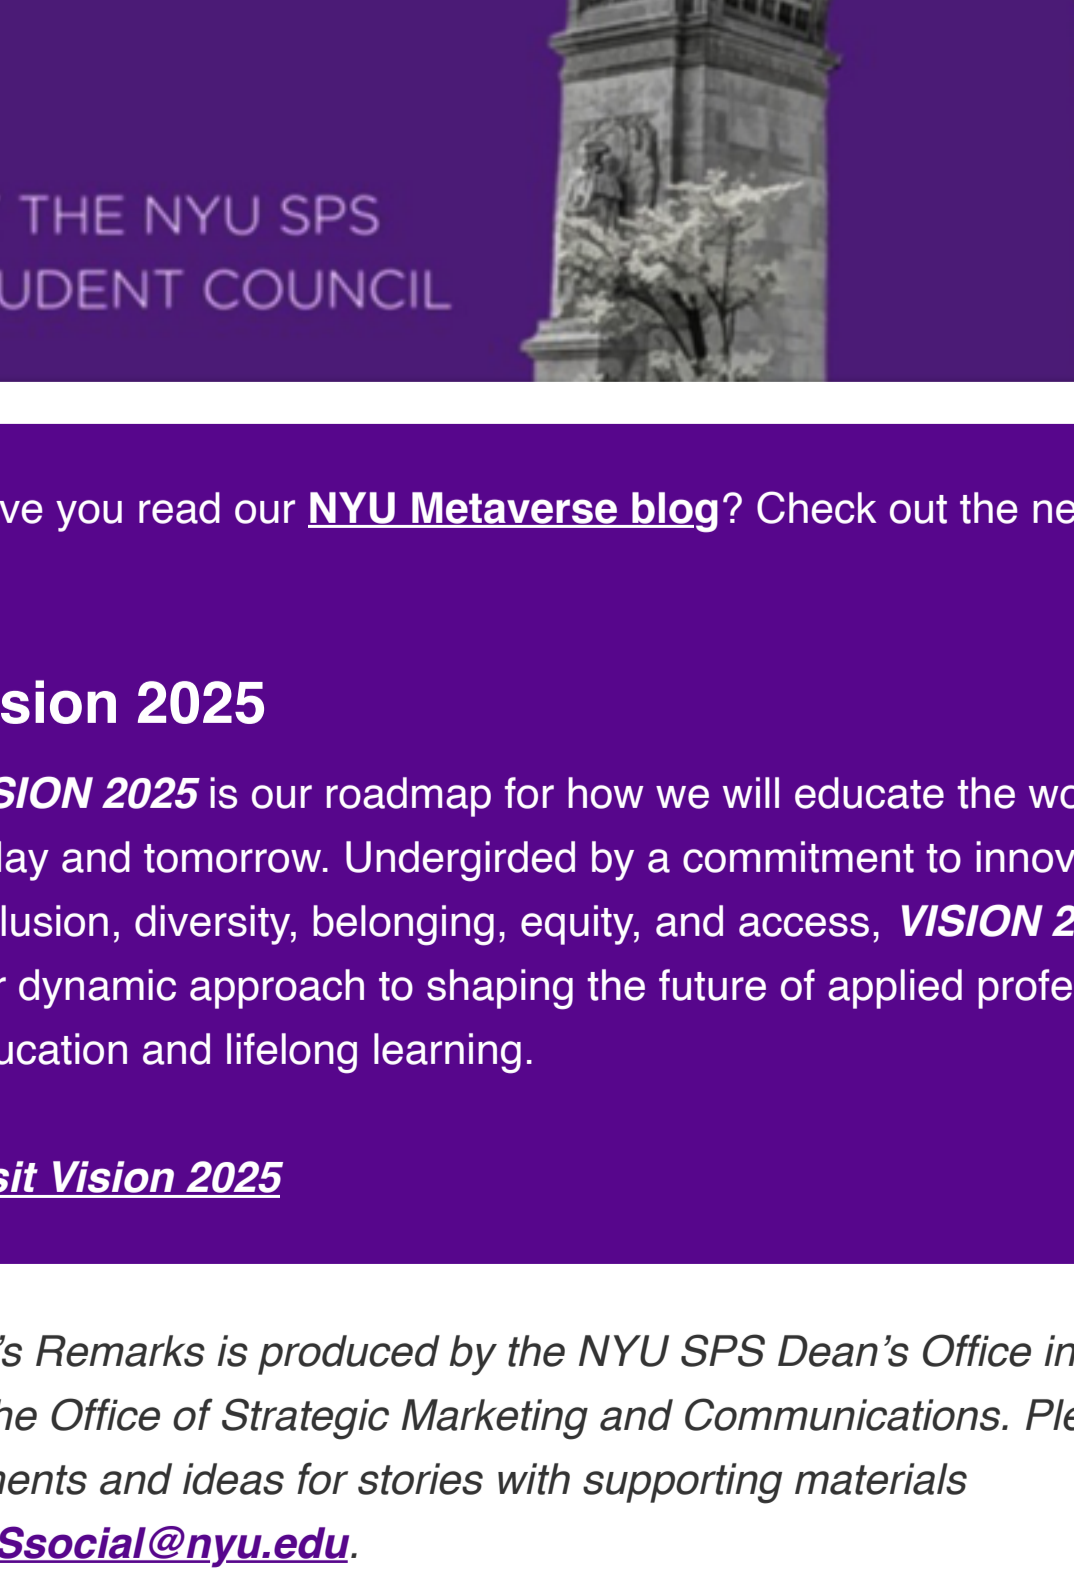 THE NYU SPS
UDENT COUNCIL
ve you read our NYU Metaverse blog? Check out the ne
sion 2025
SION 2025 is our roadmap for how we will educate the wo
lay and tomorrow. Undergirded by a commitment to innov
lusion, diversity, belonging, equity, and access, VISION 2
r dynamic approach to shaping the future of applied profe
ucation and lifelong learning.
sit Vision 2025
's Remarks is produced by the NYU SPS Dean’s Office in
he Office of Strategic Marketing and Communications. Ple
nents and ideas for stories with supporting materials
Ssocial@nyu.edu.